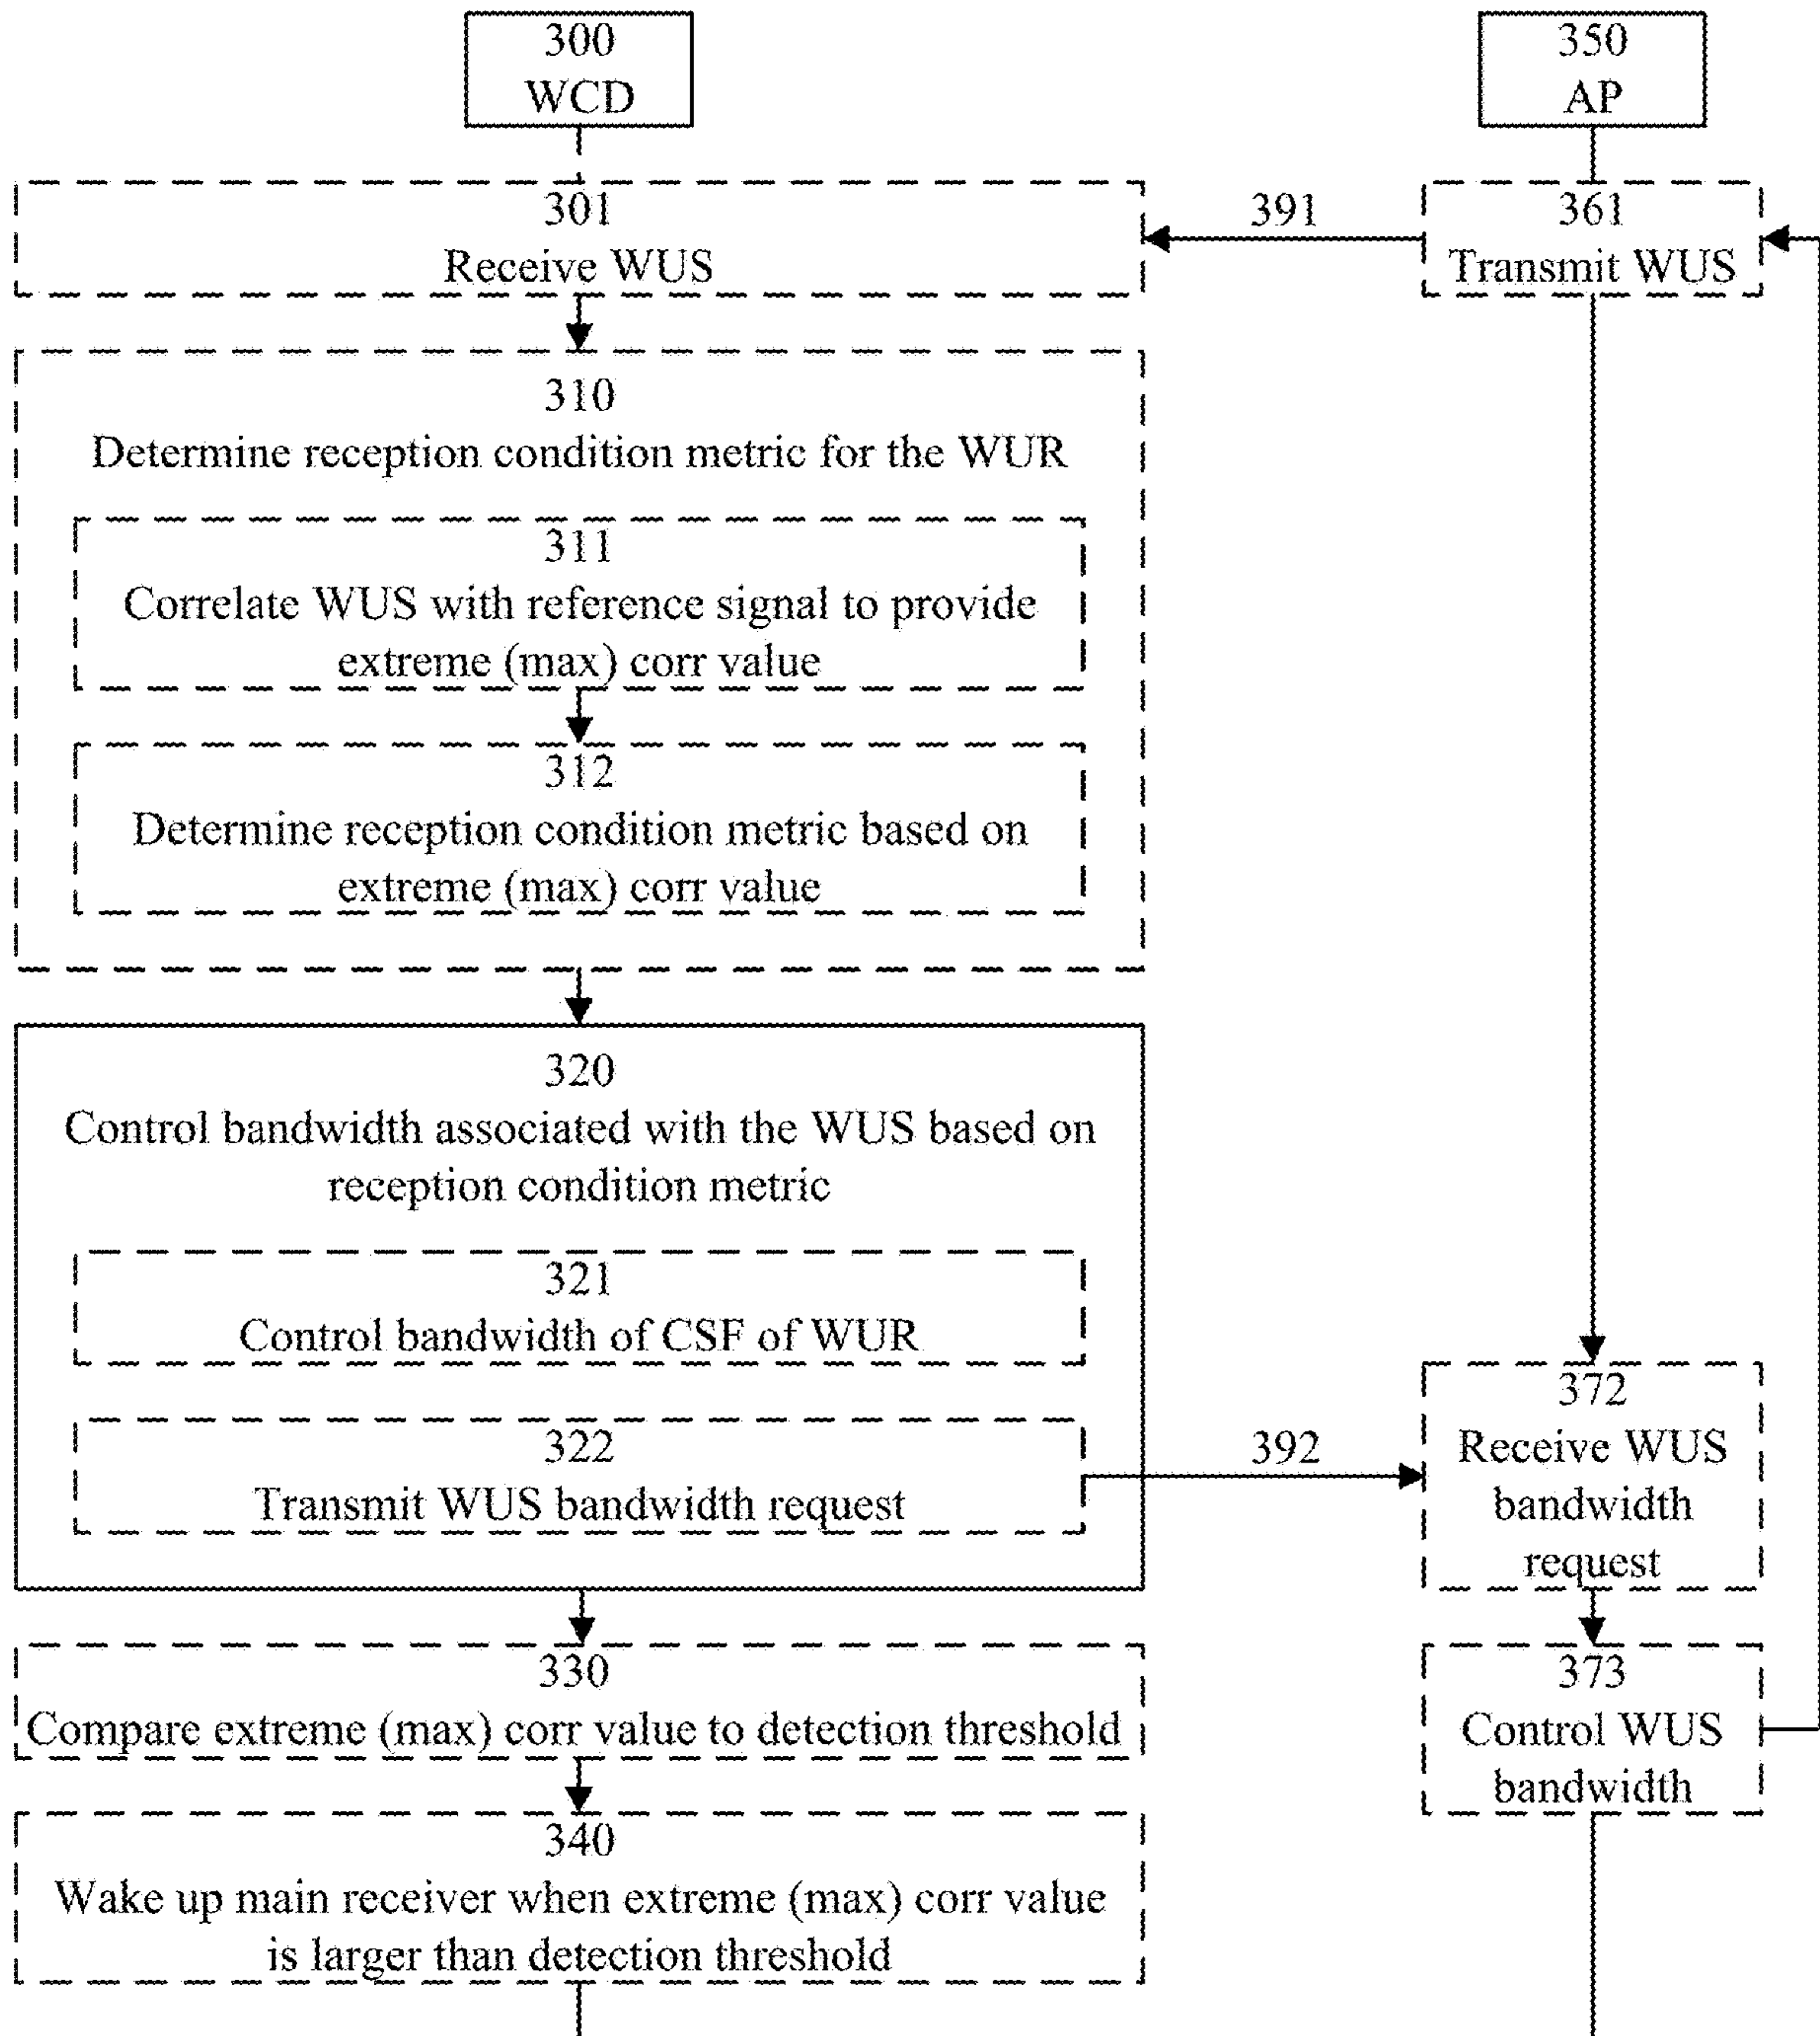 300
WCD
350
AP
301
Receive WUS
391
361
Transmit WUS
310
Determine reception condition metric for the WUR
311
Correlate WUS with reference signal to provide
extreme (max) corr value
312
Determine reception condition metric based on
extreme (max) corr value
320
Control bandwidth associated with the WUS based on
reception condition metric
321
Control bandwidth of CSF of WUR
322
Transmit WUS bandwidth request
392
372
Receive WUS
bandwidth
request
330
Compare extreme (max) corr value to detection threshold
373
Control WUS
bandwidth
340
Wake up main receiver when extreme (max) corr value
is larger than detection threshold